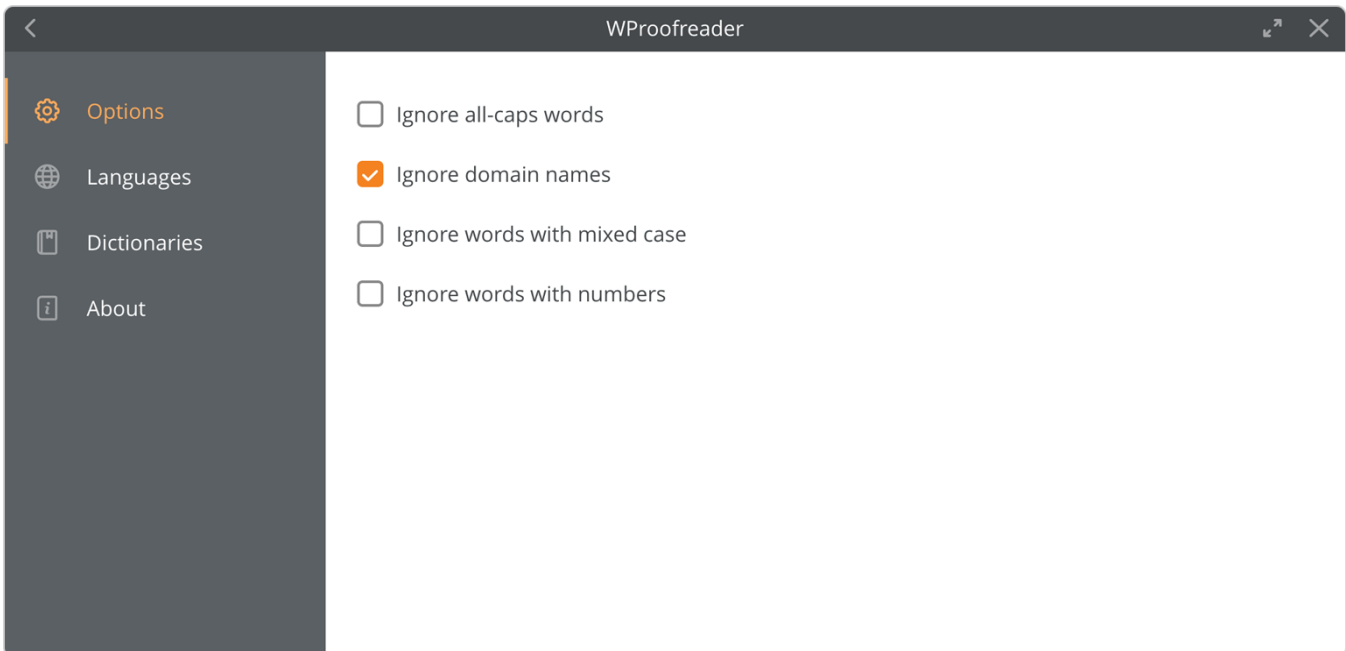 WProofreader
Options
Languages
Dictionaries
About
Ignore all-caps words
Ignore domain names
Ignore words with mixed case
Ignore words with numbers